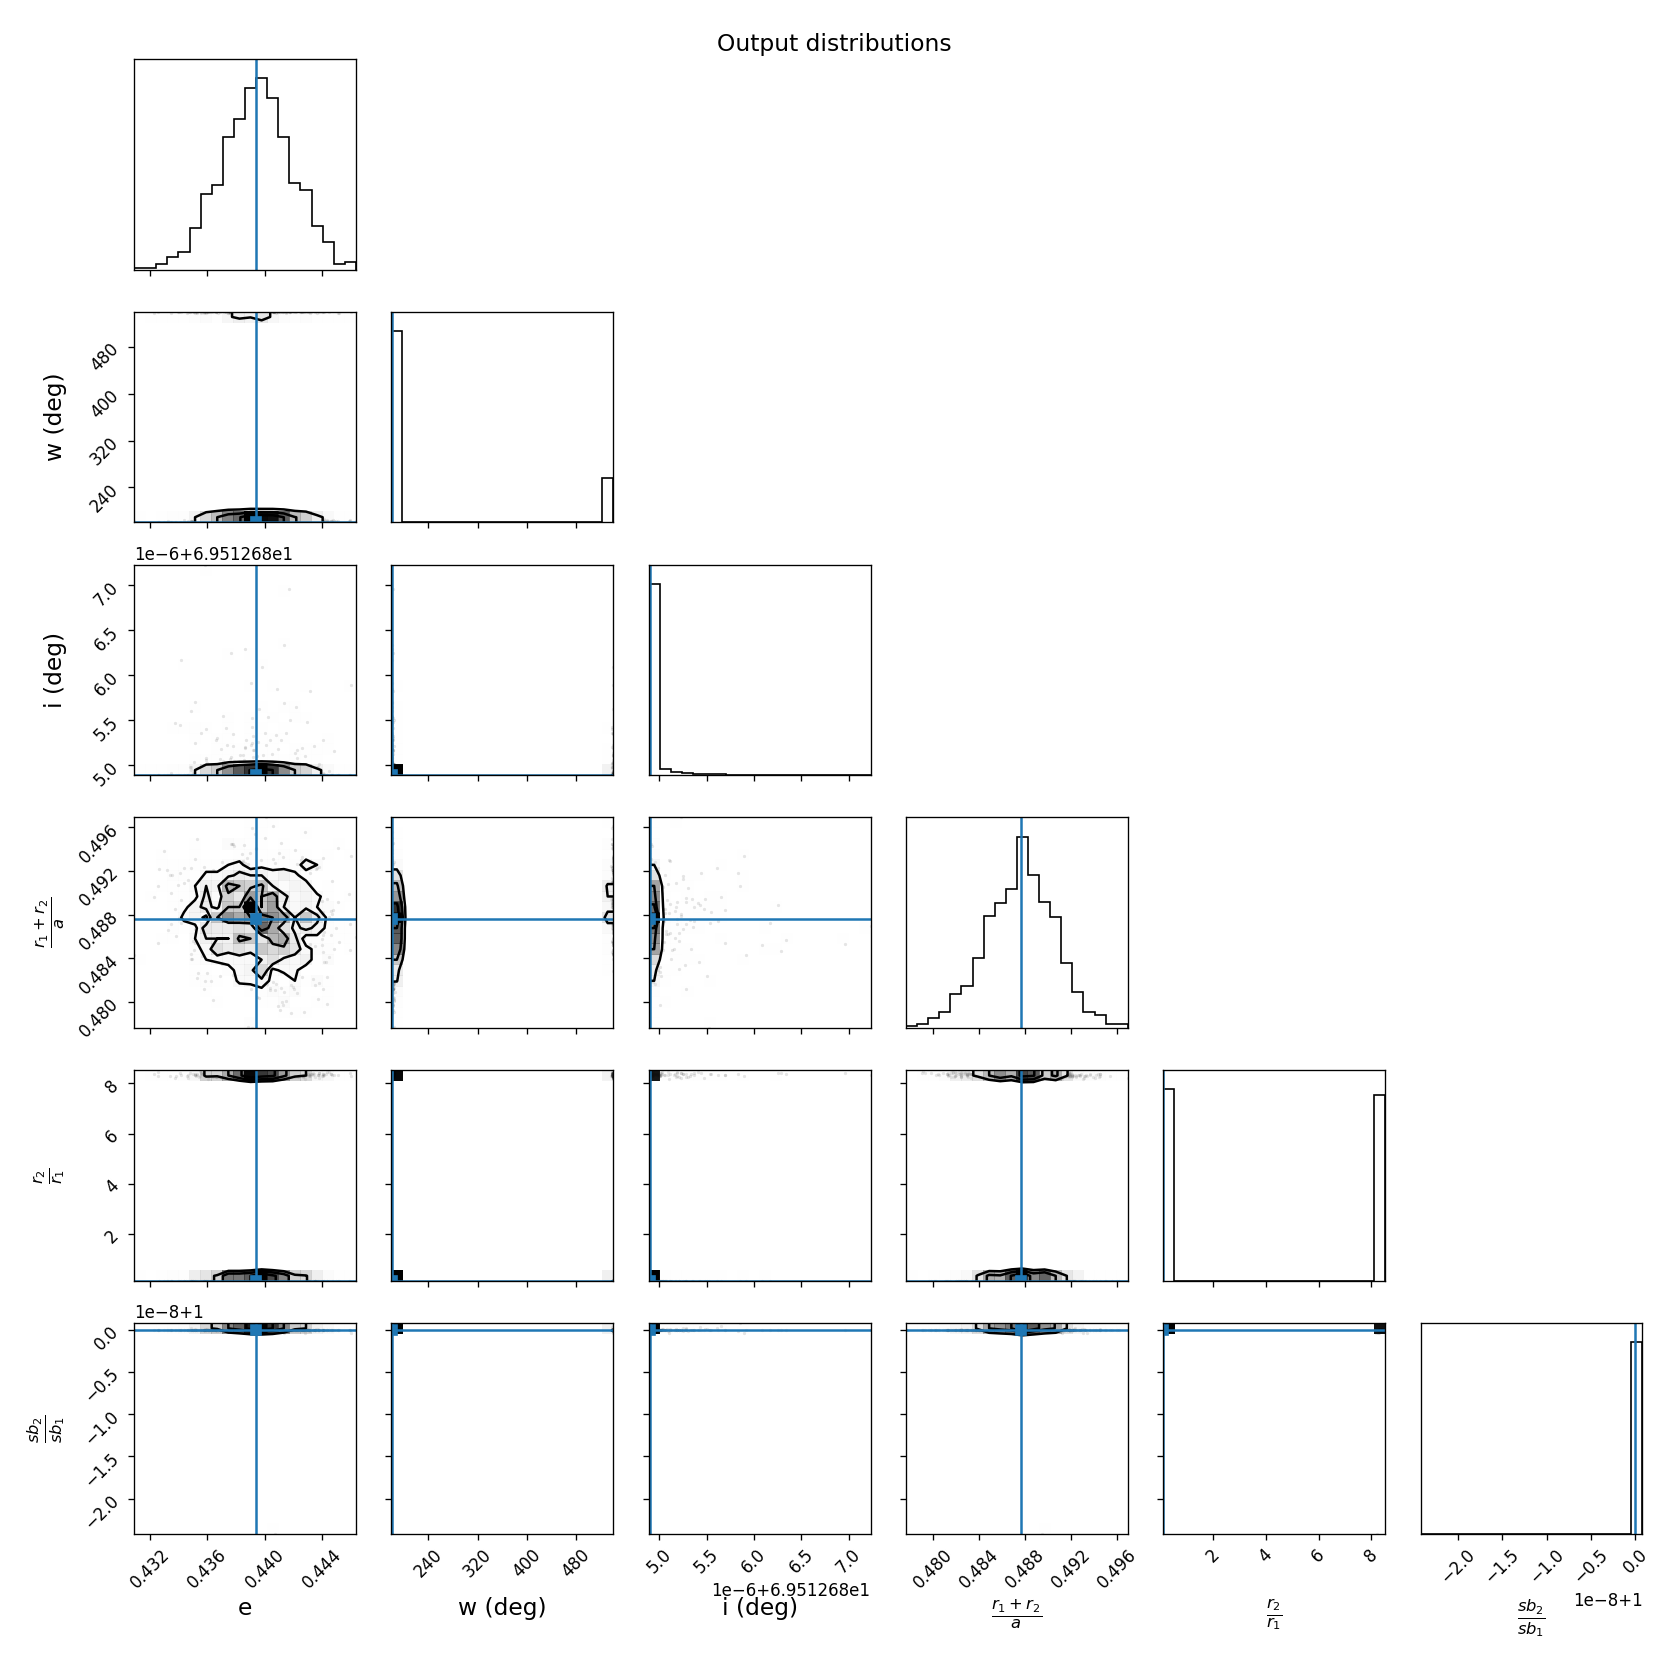 Output distributions
w (deg)
480
400
320
240
1e−6+6.951268e1
i (deg)
7.0
6.5
6.0
5.5
5.0
r1 + r2
a
0.496
0.492
0.488
0.484
0.480
r2
r1
8
6
4
2
1e−8+1
sb2
sb1
0.0
−0.5
−1.0
−1.5
−2.0
0.432 0.436 0.440 0.444
240 320 400 480
5.0 5.5 6.0 6.5 7.0
0.480 0.484 0.488 0.492 0.496
2 4 6 8
−2.0 −1.5 −1.0 −0.5 0.0
1e−6+6.951268e1
1e−8+1
e
w (deg)
i (deg)
r1 + r2
a
r2
r1
sb2
sb1